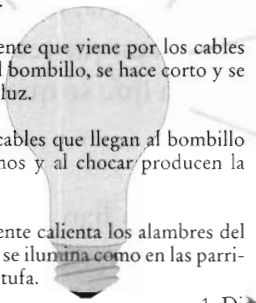 ente que viene por los cables
l bombillo, se hace corto y se
luz.
cables que llegan al bombillo
nos y al chocar producen la
ente calienta los alambres del
se ilumina como en las parri-
tufa.
1. Di